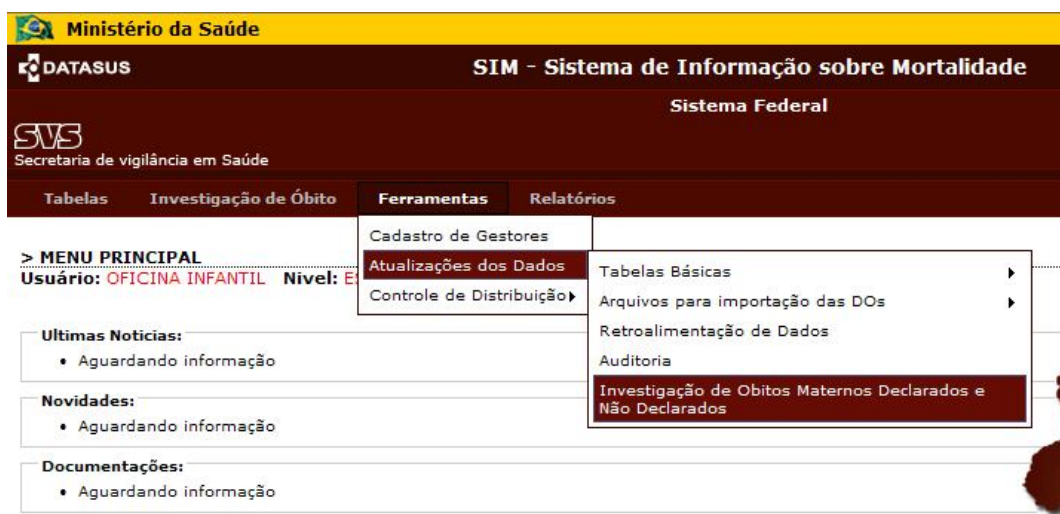 Ministério da Saúde
DATASUS
SIM - Sistema de Informação sobre Mortalidade
Sistema Federal
SVS
Secretaria de vigilância em Saúde
Tabelas Investigação de Óbito Ferramentas Relatórios
Cadastro de Gestores
> MENU PRINCIPAL
Atualizações dos Dados
Usuário: OFICINA INFANTIL Nivel: E
Controle de Distribuição
Tabelas Básicas
Arquivos para importação das DOs
Retroalimentação de Dados
Auditoria
Investigação de Obitos Maternos Declarados e
Não Declarados
Ultimas Noticias:
• Aguardando informação
Novidades:
• Aguardando informação
Documentações:
• Aguardando informação